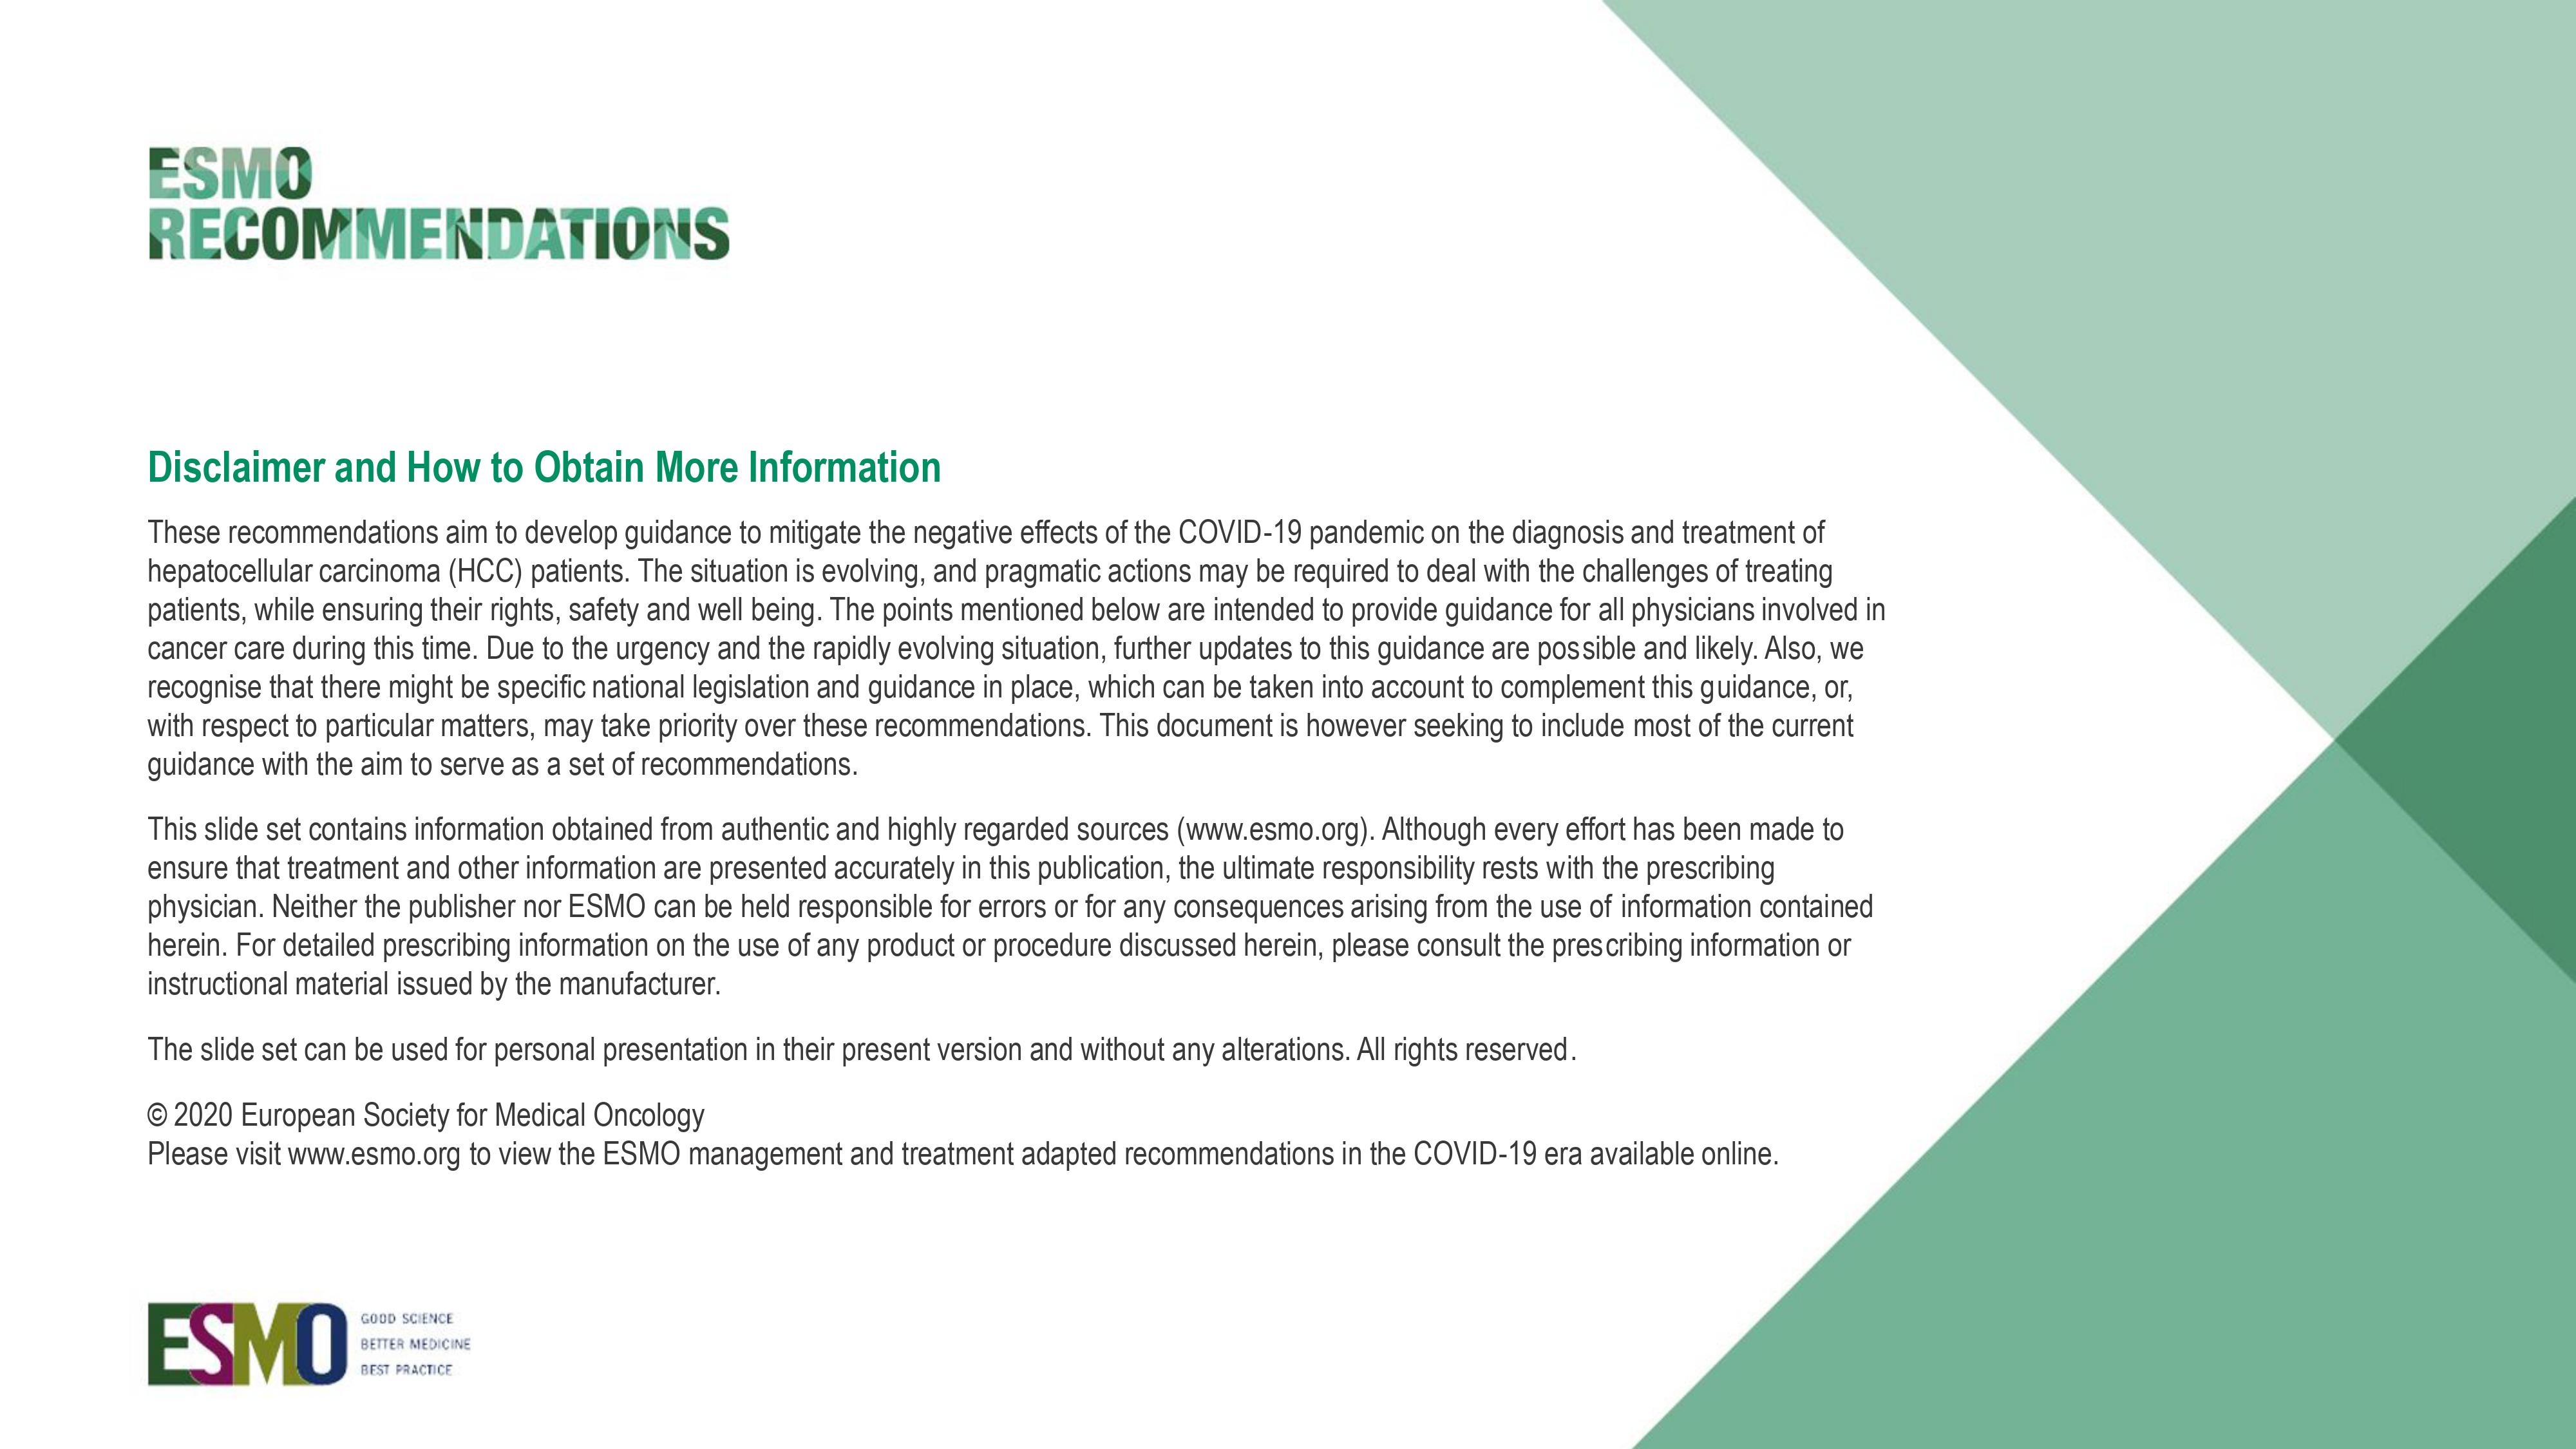 ESMO
RECOMMENDATIONS
Disclaimer and How to Obtain More Information
These recommendations aim to develop guidance to mitigate the negative effects of the COVID-19 pandemic on the diagnosis and treatment of
hepatocellular carcinoma (HCC) patients. The situation is evolving, and pragmatic actions may be required to deal with the challenges of treating
patients, while ensuring their rights, safety and well being. The points mentioned below are intended to provide guidance for all physicians involved in
cancer care during this time. Due to the urgency and the rapidly evolving situation, further updates to this guidance are possible and likely. Also, we
recognise that there might be specific national legislation and guidance in place, which can be taken into account to complement this guidance, or,
with respect to particular matters, may take priority over these recommendations. This document is however seeking to include most of the current
guidance with the aim to serve as a set of recommendations.
This slide set contains information obtained from authentic and highly regarded sources (www.esmo.org). Although every effort has been made to
ensure that treatment and other information are presented accurately in this publication, the ultimate responsibility rests with the prescribing
physician. Neither the publisher nor ESMO can be held responsible for errors or for any consequences arising from the use of information contained
herein. For detailed prescribing information on the use of any product or procedure discussed herein, please consult the prescribing information or
instructional material issued by the manufacturer.
The slide set can be used for personal presentation in their present version and without any alterations. All rights reserved.
© 2020 European Society for Medical Oncology
Please visit www.esmo.org to view the ESMO management and treatment adapted recommendations in the COVID-19 era available online.
ESMO
GOOD SCIENCE
BETTER MEDICINE
BEST PRACTICE